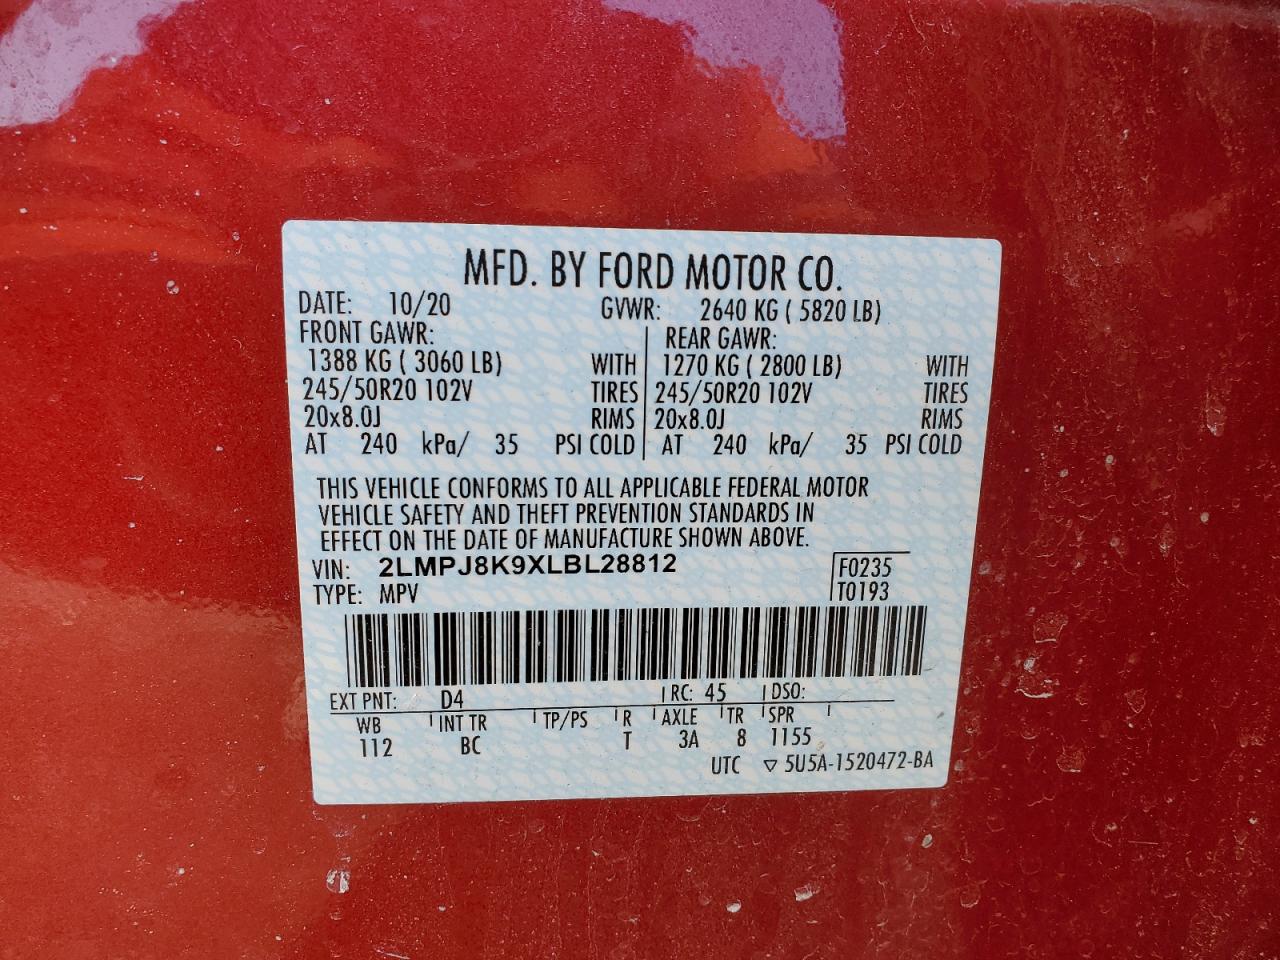 MFD. BY FORD MOTOR CO.
DATE: 10/20 GVWR: 2640 KG ( 5820 LB)
FRONT GAWR: REAR GAWR:
1388 KG ( 3060 LB) WITH 1270 KG ( 2800 LB) WITH
245/50R20 102V TIRES 245/50R20 102V TIRES
20x8.0J RIMS 20x8.0J RIMS
AT 240 kPa/ 35 PSI COLD AT 240 kPa/ 35 PSI COLD
THIS VEHICLE CONFORMS TO ALL APPLICABLE FEDERAL MOTOR
VEHICLE SAFETY AND THEFT PREVENTION STANDARDS IN
EFFECT ON THE DATE OF MANUFACTURE SHOWN ABOVE.
VIN: 2LMPJ8K9XLBL28812 F0235
TYPE: MPV T0193
EXT PNT: D4 RC: 45 DSO:
WB INT TR TP/PS R AXLE TR SPR
112 BC T 3A 8 1155
UTC ▽ 5U5A-1520472-BA